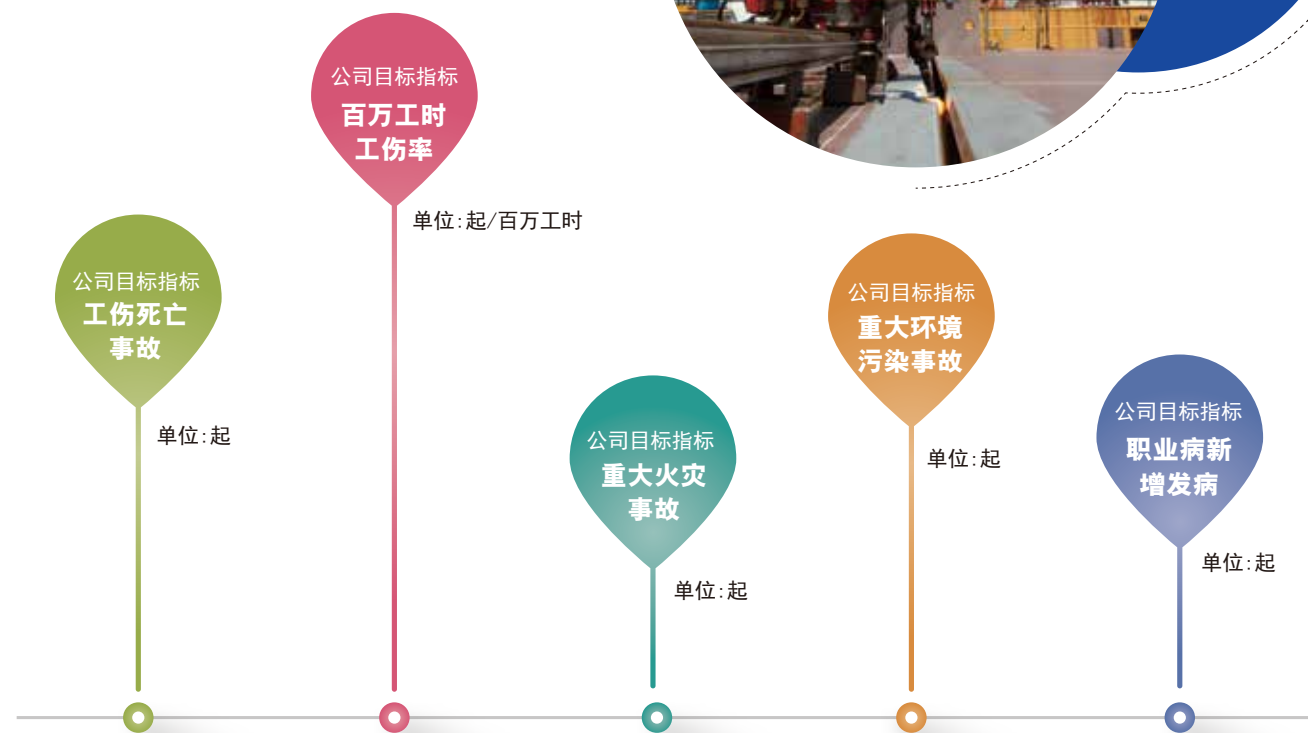 公司目标指标
工伤死亡
事故
单位:起
公司目标指标
百万工时
工伤率
单位:起/百万工时
公司目标指标
重大火灾
事故
单位:起
公司目标指标
重大环境
污染事故
单位:起
公司目标指标
职业病新
增发病
单位:起